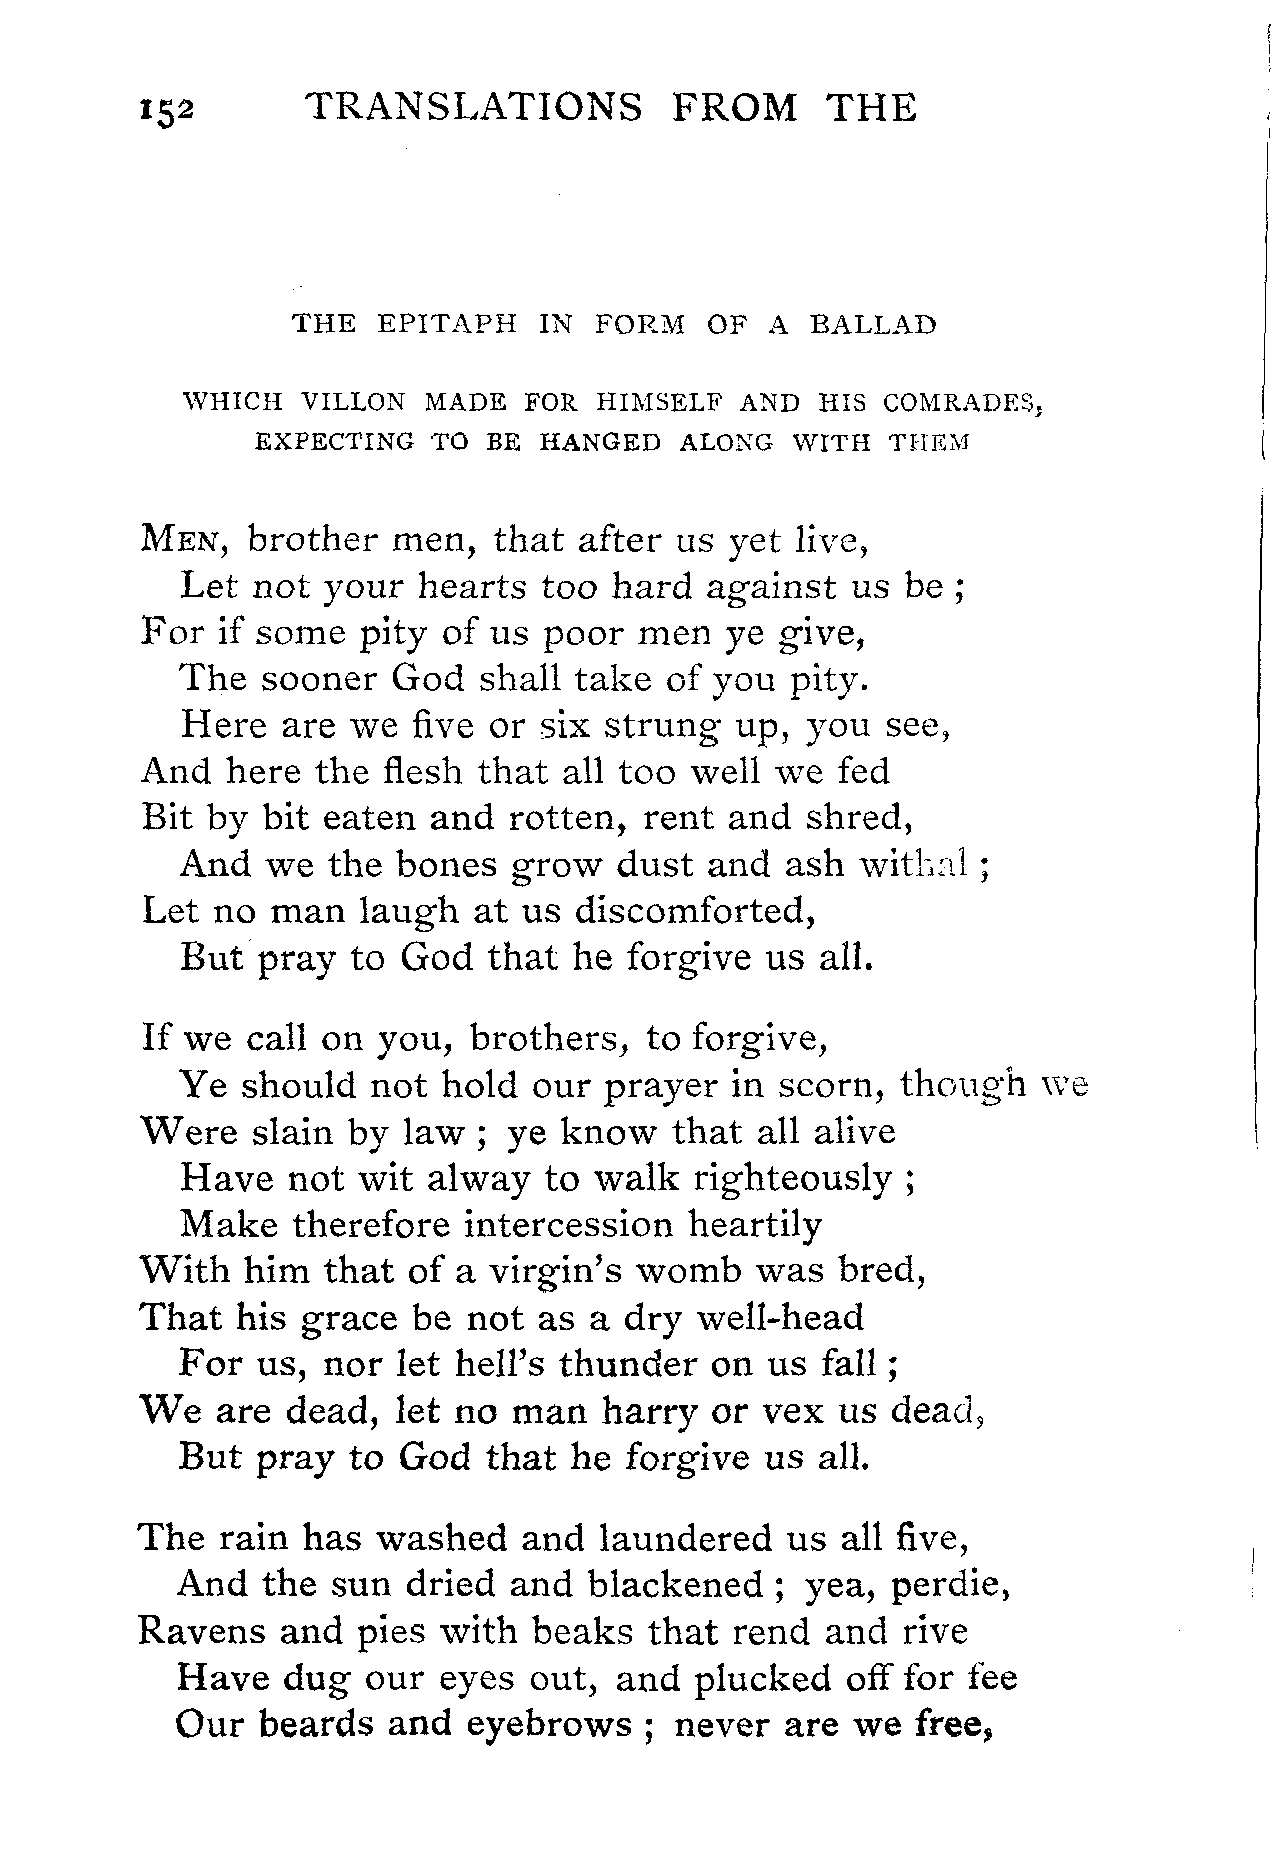 152 TRANSLATIONS FROM THE
THE EPITAPH IN FORM OF A BALLAD
WHICH VILLON MADE FOR HIMSELF AND HIS COMRADES,
EXPECTING TO BE HANGED ALONG WITH THEM
MEN, brother men, that after us yet live,
Let not your hearts too hard against us be ;
For if some pity of us poor men ye give,
The sooner God shall take of you pity.
Here are we five or six strung up, you see,
And here the flesh that all too well we fed
Bit by bit eaten and rotten, rent and shred,
And we the bones grow dust and ash withal ;
Let no man laugh at us discomforted,
But pray to God that he forgive us all.
If we call on you, brothers, to forgive,
Ye should not hold our prayer in scorn, though we
Were slain by law ; ye know that all alive
Have not wit alway to walk righteously ;
Make therefore intercession heartily
With him that of a virgin's womb was bred,
That his grace be not as a dry well-head
For us, nor let hell's thunder on us fall ;
We are dead, let no man harry or vex us dead,
But pray to God that he forgive us all.
The rain has washed and laundered us all five,
And the sun dried and blackened ; yea, perdie,
Ravens and pies with beaks that rend and rive
Have dug our eyes out, and plucked off for fee
Our beards and eyebrows ; never are we free,